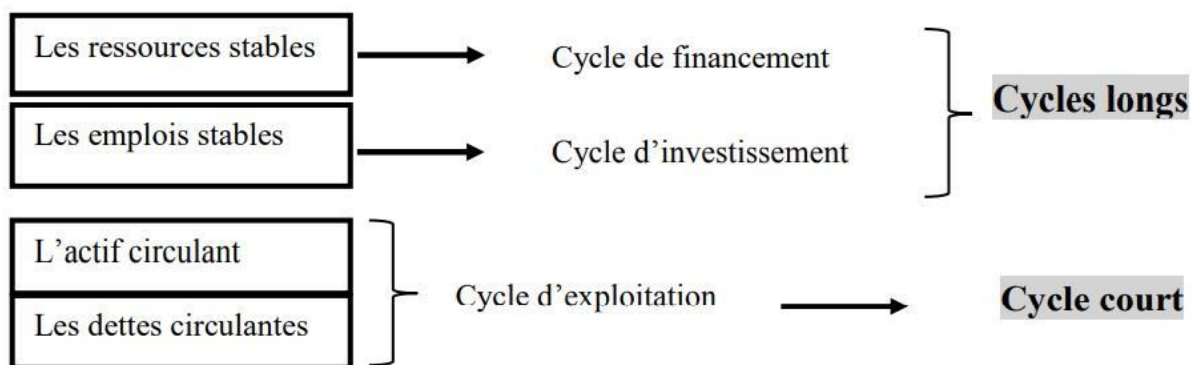 Les ressources stables
Cycle de financement
Cycles longs
Les emplois stables
Cycle d'investissement
L'actif circulant
Cycle d'exploitation
Cycle court
Les dettes circulantes